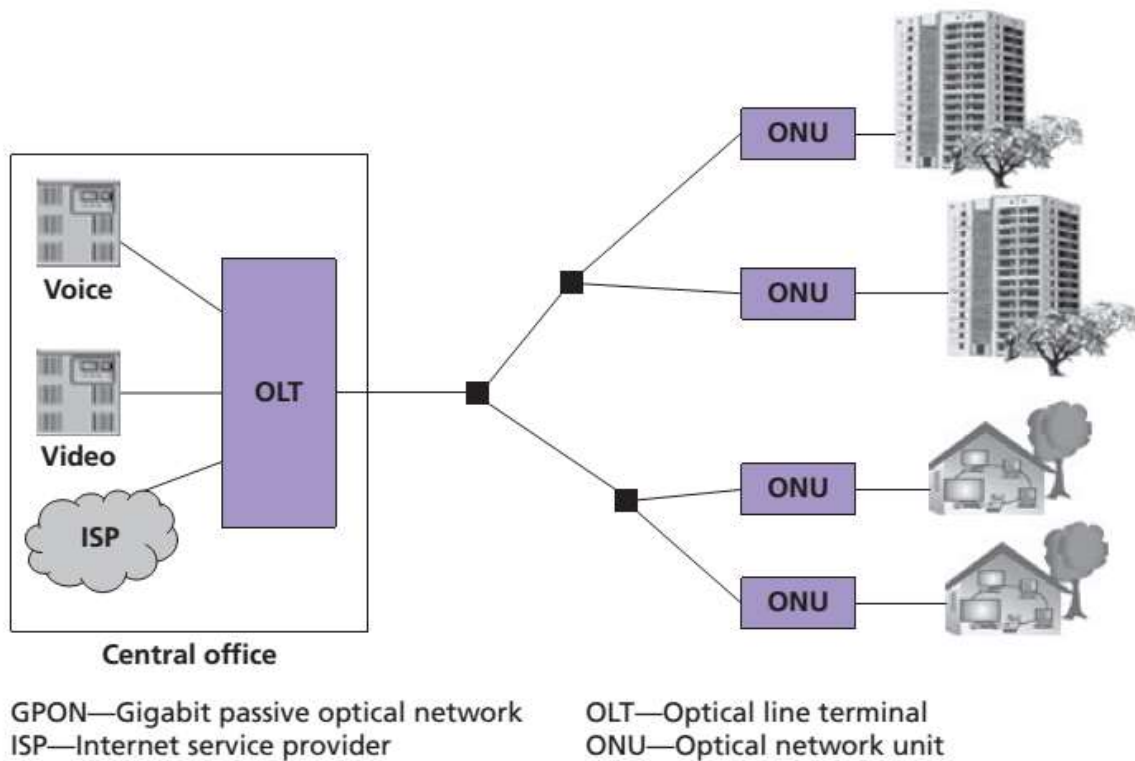 ONU
Voice
ONU
OLT
Video
ONU
ISP
ONU
Central office
GPON—Gigabit passive optical network
OLT—Optical line terminal
ISP—Internet service provider
ONU—Optical network unit